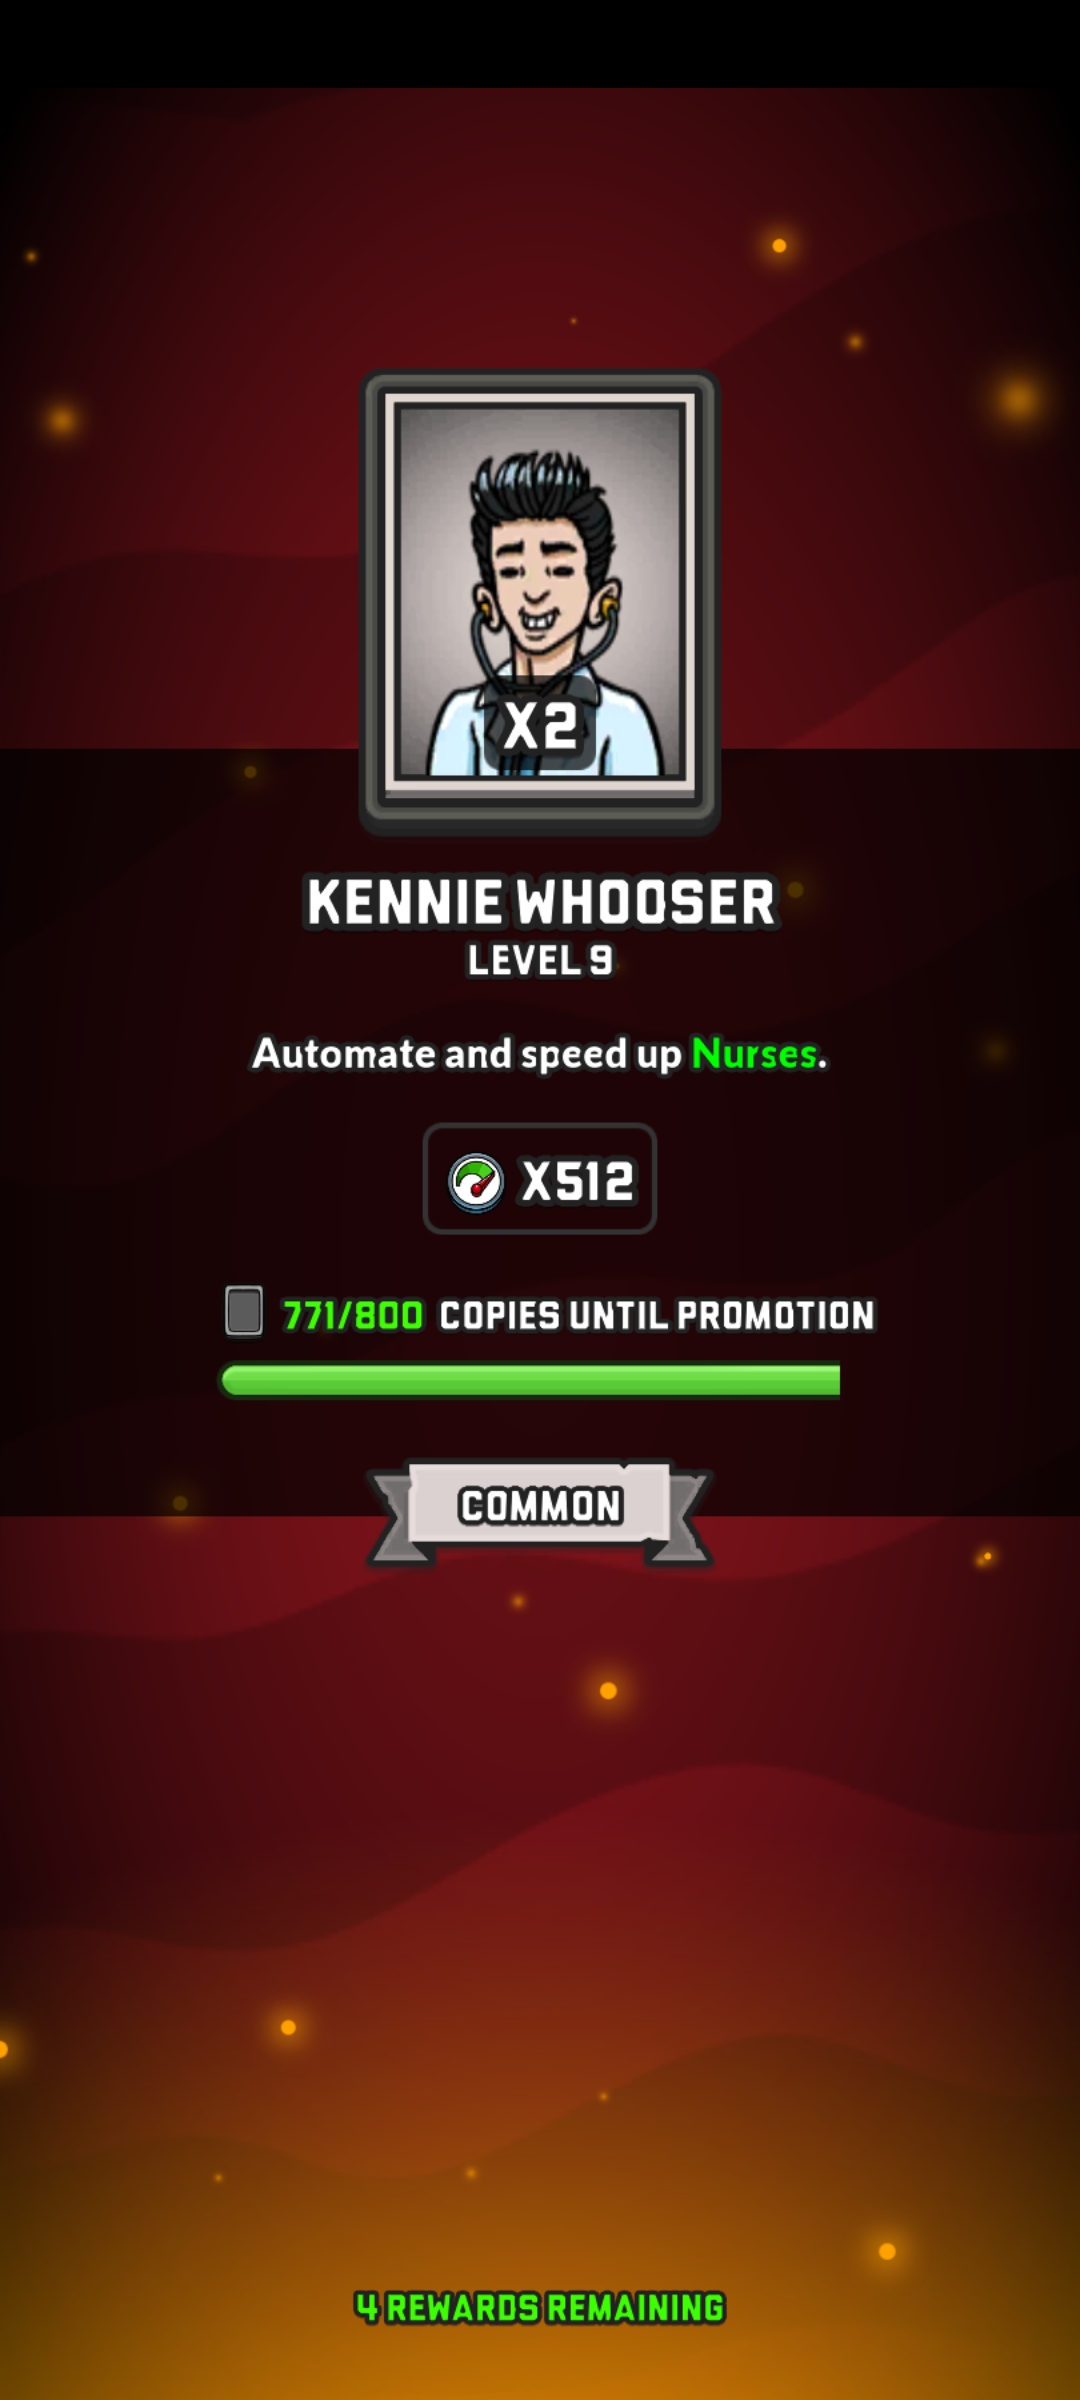 X2
KENNIE WHOOSER
LEVEL 9
Automate and speed up Nurses.
X512
771/800 COPIES UNTIL PROMOTION
COMMON
4 REWARDS REMAINING